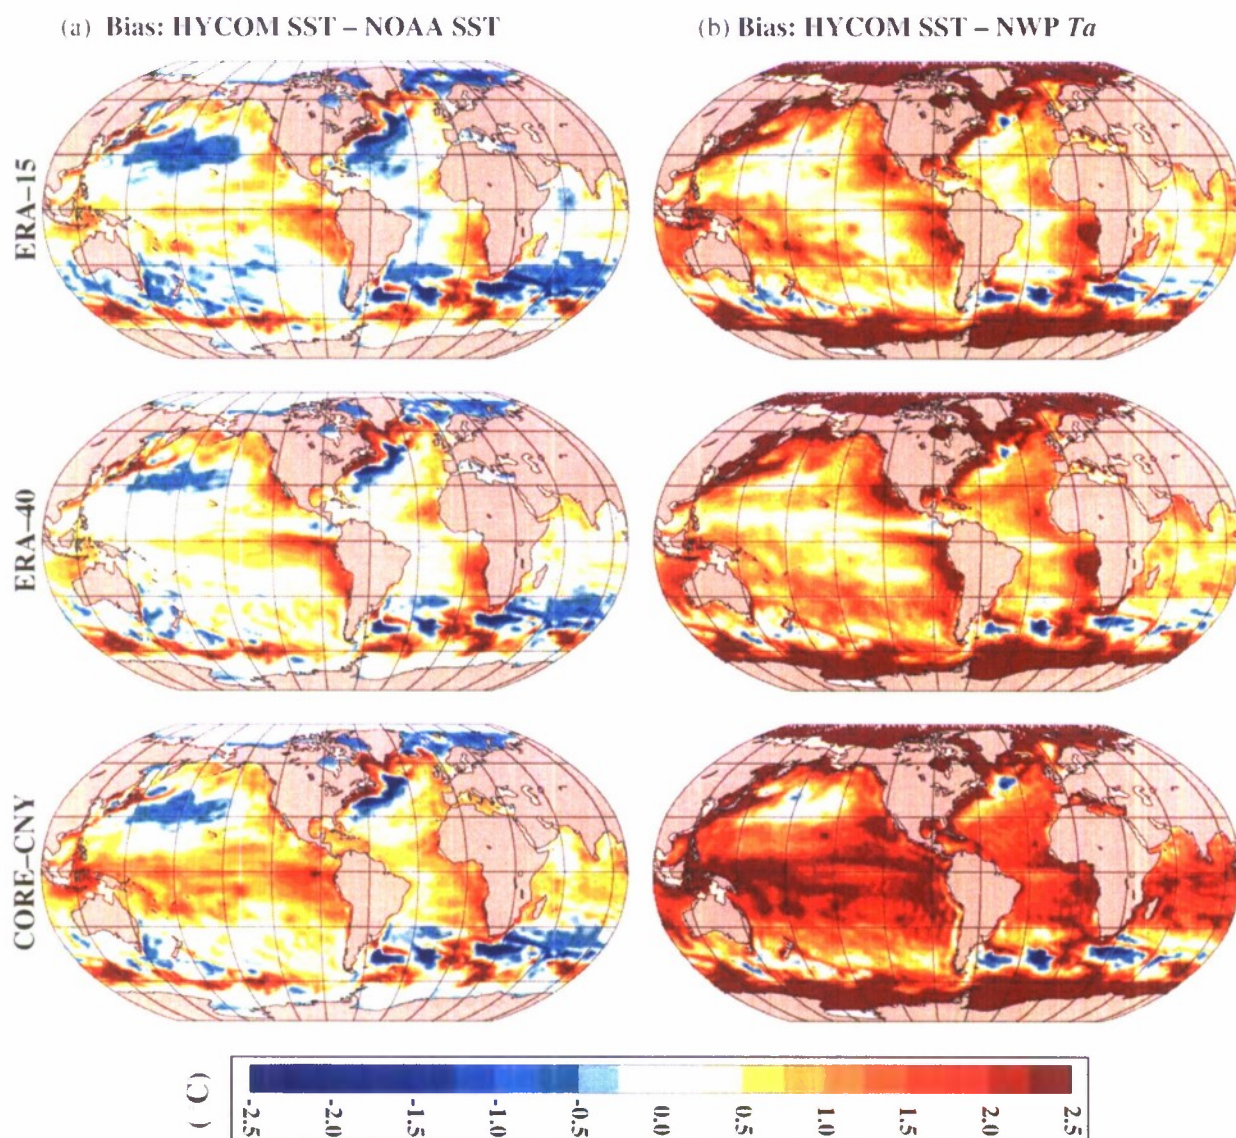 (a) Bias: HYCOM SST – NOAA SST
(b) Bias: HYCOM SST – NWP Ta
ERA–15
ERA–40
CORE–CNY
( C)
-2.5 -2.0 -1.5 -1.0 -0.5 0.0 0.5 1.0 1.5 2.0 2.5